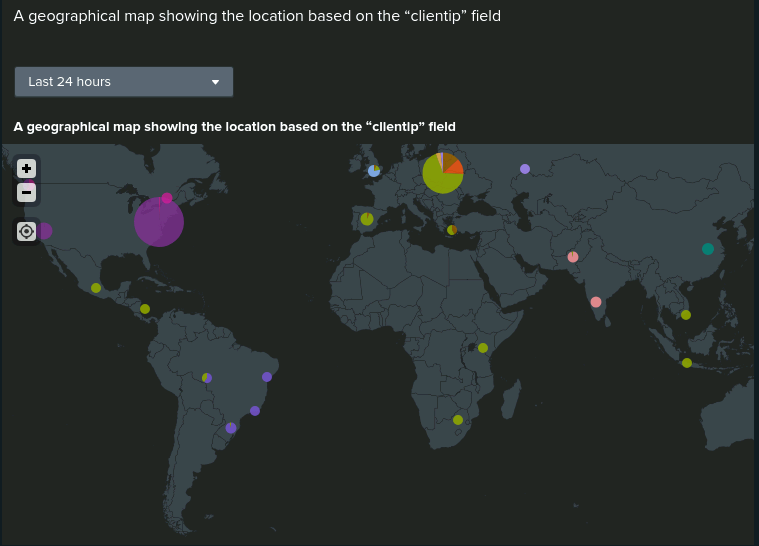 A geographical map showing the location based on the “clientip” field
Last 24 hours
A geographical map showing the location based on the “clientip” field